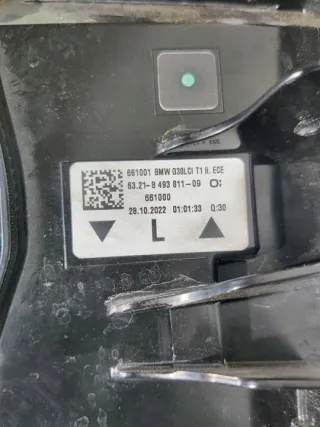 661001 BMW G30LCI T1 li. ECE
63.21-8 493 811-09
661000
28.10.2022 01:01:33 Q:30
L